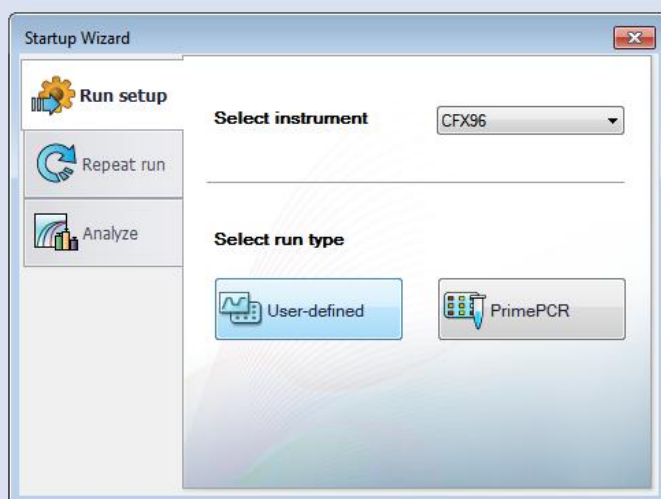 Startup Wizard
Run setup
Repeat run
Analyze
Select instrument
CFX96
Select run type
User-defined
PrimePCR